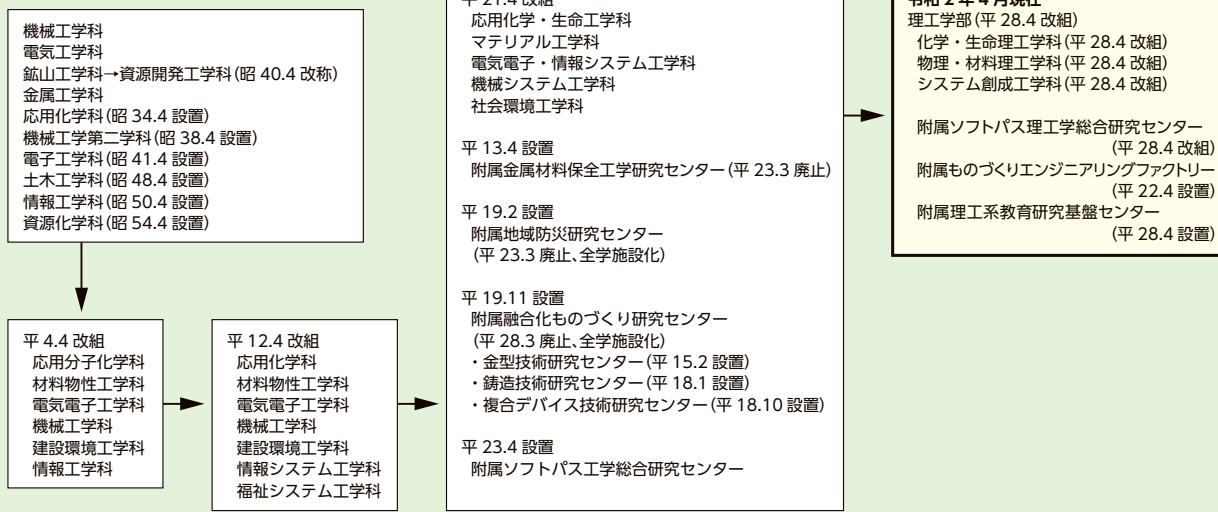 機械工学科
電気工学科
鉱山工学科→資源開発工学科(昭 40.4 改称)
金属工学科
応用化学科(昭 34.4 設置)
機械工学第二学科(昭 38.4 設置)
電子工学科(昭 41.4 設置)
土木工学科(昭 48.4 設置)
情報工学科(昭 50.4 設置)
資源化学科(昭 54.4 設置)
平 4.4 改組
応用分子化学科
材料物性工学科
電気電子工学科
機械工学科
建設環境工学科
情報工学科
平 12.4 改組
応用化学科
材料物性工学科
電気電子工学科
機械工学科
建設環境工学科
情報システム工学科
福祉システム工学科
平 21.4 改組
応用化学・生命工学科
マテリアル工学科
電気電子・情報システム工学科
機械システム工学科
社会環境工学科
平 13.4 設置
附属金属材料保全工学研究センター(平 23.3 廃止)
平 19.2 設置
附属地域防災研究センター
(平 23.3 廃止、全学施設化)
平 19.11 設置
附属融合化ものづくり研究センター
(平 28.3 廃止、全学施設化)
・金型技術研究センター(平 15.2 設置)
・鋳造技術研究センター(平 18.1 設置)
・複合デバイス技術研究センター(平 18.10 設置)
平 23.4 設置
附属ソフトパス工学総合研究センター
令和 2 年 4 月現在
理工学部(平 28.4 改組)
化学・生命理工学科(平 28.4 改組)
物理・材料理工学科(平 28.4 改組)
システム創成工学科(平 28.4 改組)
附属ソフトパス理工学総合研究センター
(平 28.4 改組)
附属ものづくりエンジニアリングファクトリー
(平 22.4 設置)
附属理工系教育研究基盤センター
(平 28.4 設置)